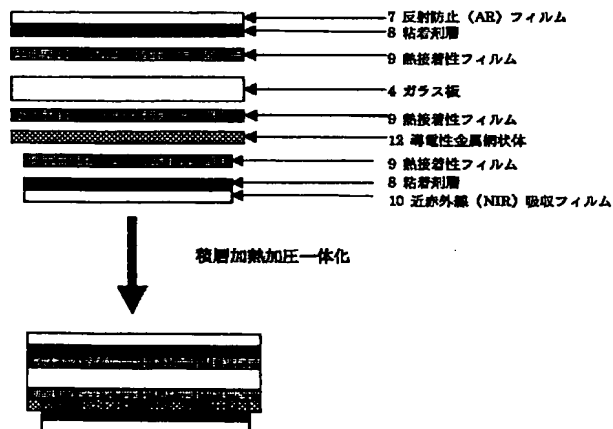 7 反射防止（AR）フィルム
8 粘着剤層
9 熱接着性フィルム
4 ガラス板
9 熱接着性フィルム
12 導電性金属網状体
9 熱接着性フィルム
8 粘着剤層
10 近赤外線（NIR）吸収フィルム
積層加熱加圧一体化